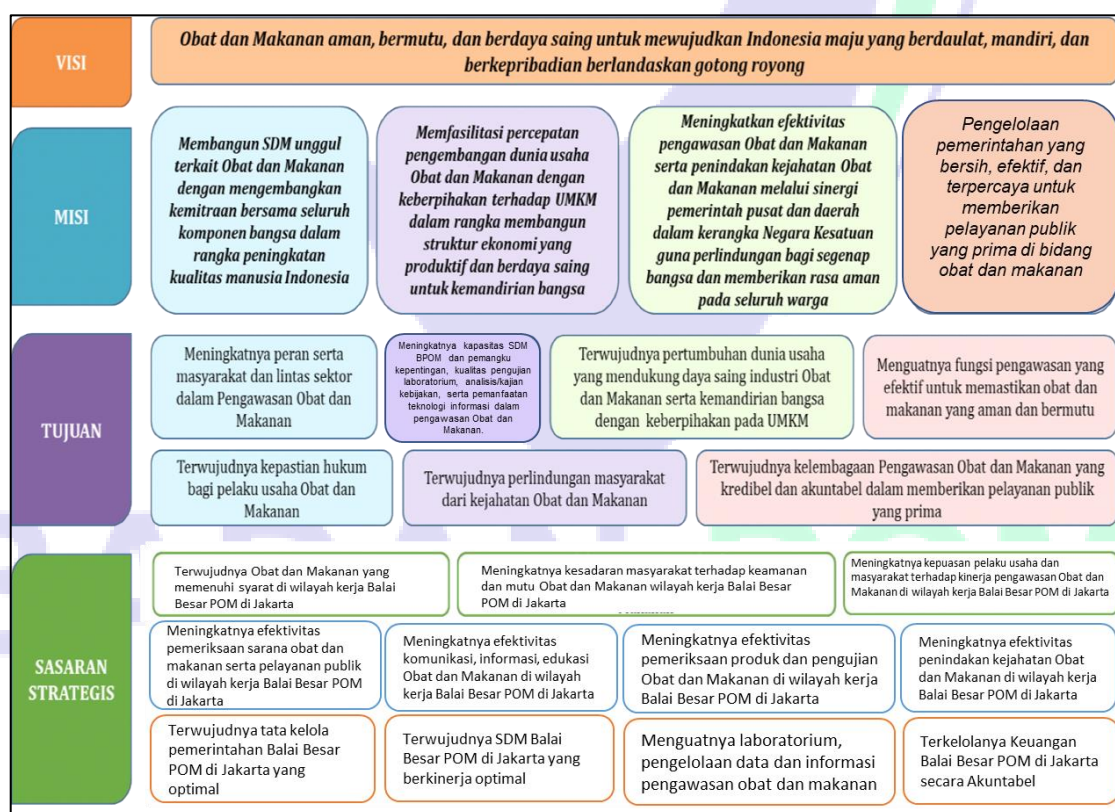 VISI
Obat dan Makanan aman, bermutu, dan berdaya saing untuk mewujudkan Indonesia maju yang berdaulat, mandiri, dan
berkepribadian berlandaskan gotong royong
MISI
Membangun SDM unggul
terkait Obat dan Makanan
dengan mengembangkan
kemitraan bersama seluruh
komponen bangsa dalam
rangka peningkatan
kualitas manusia Indonesia
Memfasilitasi percepatan
pengembangan dunia usaha
Obat dan Makanan dengan
keberpihakan terhadap UMKM
dalam rangka membangun
struktur ekonomi yang
produktif dan berdaya saing
untuk kemandirian bangsa
Meningkatkan efektivitas
pengawasan Obat dan Makanan
serta penindakan kejahatan Obat
dan Makanan melalui sinergi
pemerintah pusat dan daerah
dalam kerangka Negara Kesatuan
guna perlindungan bagi segenap
bangsa dan memberikan rasa aman
pada seluruh warga
Pengelolaan
pemerintahan yang
bersih, efektif, dan
terpercaya untuk
memberikan
pelayanan publik
yang prima di bidang
obat dan makanan
TUJUAN
Meningkatnya peran serta
masyarakat dan lintas sektor
dalam Pengawasan Obat dan
Makanan
Meningkatnya kapasitas SDM
BPOM dan pemangku
kepentingan, kualitas pengujian
laboratorium, analisis/kajian
kebijakan, serta pemanfaatan
teknologi informasi dalam
pengawasan Obat dan
Makanan.
Terwujudnya pertumbuhan dunia usaha
yang mendukung daya saing industri Obat
dan Makanan serta kemandirian bangsa
dengan keberpihakan pada UMKM
Menguatnya fungsi pengawasan yang
efektif untuk memastikan obat dan
makanan yang aman dan bermutu
Terwujudnya kepastian hukum
bagi pelaku usaha Obat dan
Makanan
Terwujudnya perlindungan masyarakat
dari kejahatan Obat dan Makanan
Terwujudnya kelembagaan Pengawasan Obat dan Makanan yang
kredibel dan akuntabel dalam memberikan pelayanan publik
yang prima
SASARAN
STRATEGIS
Terwujudnya Obat dan Makanan yang
memenuhi syarat di wilayah kerja Balai
Besar POM di Jakarta
Meningkatnya kesadaran masyarakat terhadap keamanan
dan mutu Obat dan Makanan wilayah kerja Balai Besar
POM di Jakarta
Meningkatnya kepuasan pelaku usaha dan
masyarakat terhadap kinerja pengawasan Obat dan
Makanan di wilayah kerja Balai Besar POM di Jakarta
Meningkatnya efektivitas
pemeriksaan sarana obat dan
makanan serta pelayanan publik
di wilayah kerja Balai Besar POM
di Jakarta
Meningkatnya efektivitas
komunikasi, informasi, edukasi
Obat dan Makanan di wilayah
kerja Balai Besar POM di Jakarta
Meningkatnya efektivitas
pemeriksaan produk dan pengujian
Obat dan Makanan di wilayah kerja
Balai Besar POM di Jakarta
Meningkatnya efektivitas
penindakan kejahatan Obat
dan Makanan di wilayah kerja
Balai Besar POM di Jakarta
Terwujudnya tata kelola
pemerintahan Balai Besar
POM di Jakarta yang
optimal
Terwujudnya SDM Balai
Besar POM di Jakarta yang
berkinerja optimal
Menguatnya laboratorium,
pengelolaan data dan informasi
pengawasan obat dan makanan
Terkelolanya Keuangan
Balai Besar POM di Jakarta
secara Akuntabel